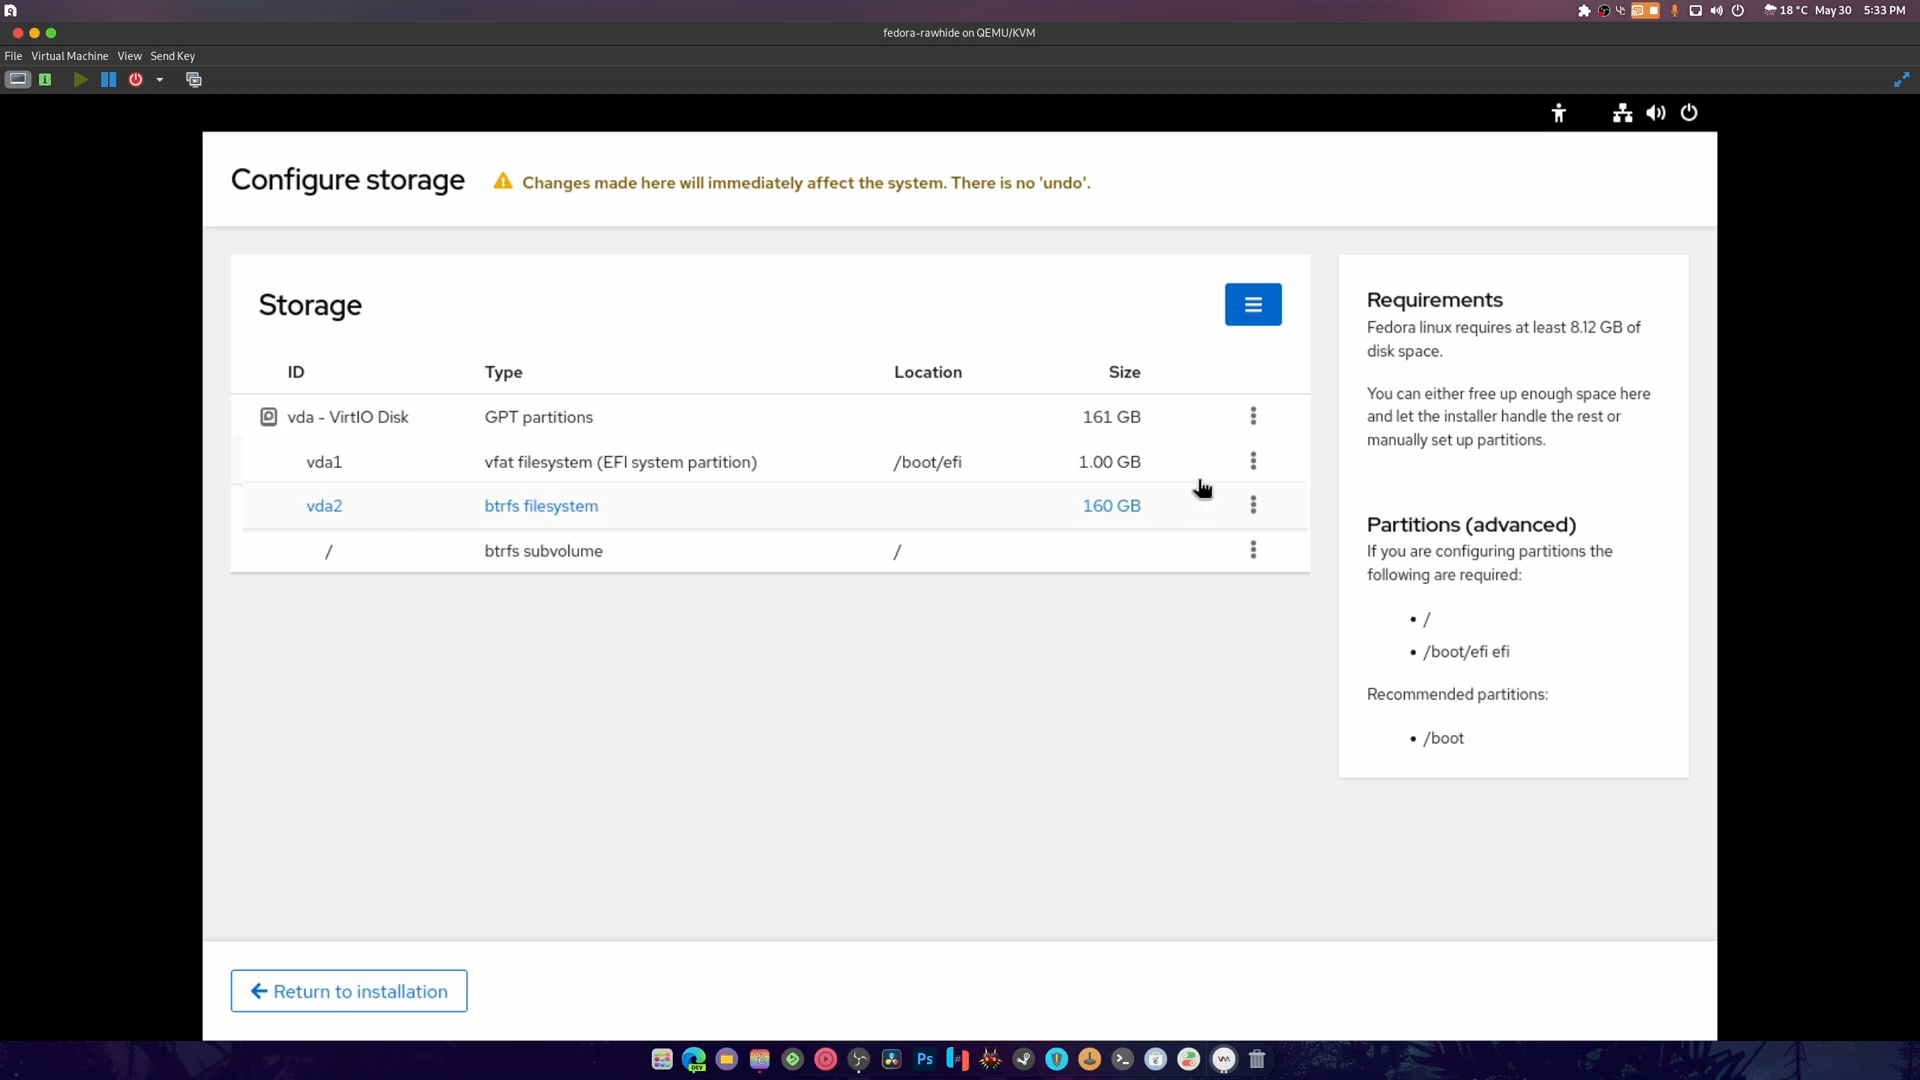 18 °C May 30 5:33 PM
fedora-rawhide on QEMU/KVM
File Virtual Machine View Send Key
Configure storage
Changes made here will immediately affect the system. There is no 'undo'.
Storage
ID Type Location Size
vda - VirtIO Disk GPT partitions 161 GB
vda1 vfat filesystem (EFI system partition) /boot/efi 1.00 GB
vda2 btrfs filesystem 160 GB
/ btrfs subvolume /
Requirements
Fedora linux requires at least 8.12 GB of
disk space.
You can either free up enough space here
and let the installer handle the rest or
manually set up partitions.
Partitions (advanced)
If you are configuring partitions the
following are required:
• /
• /boot/efi efi
Recommended partitions:
• /boot
Return to installation
DEV
Ps